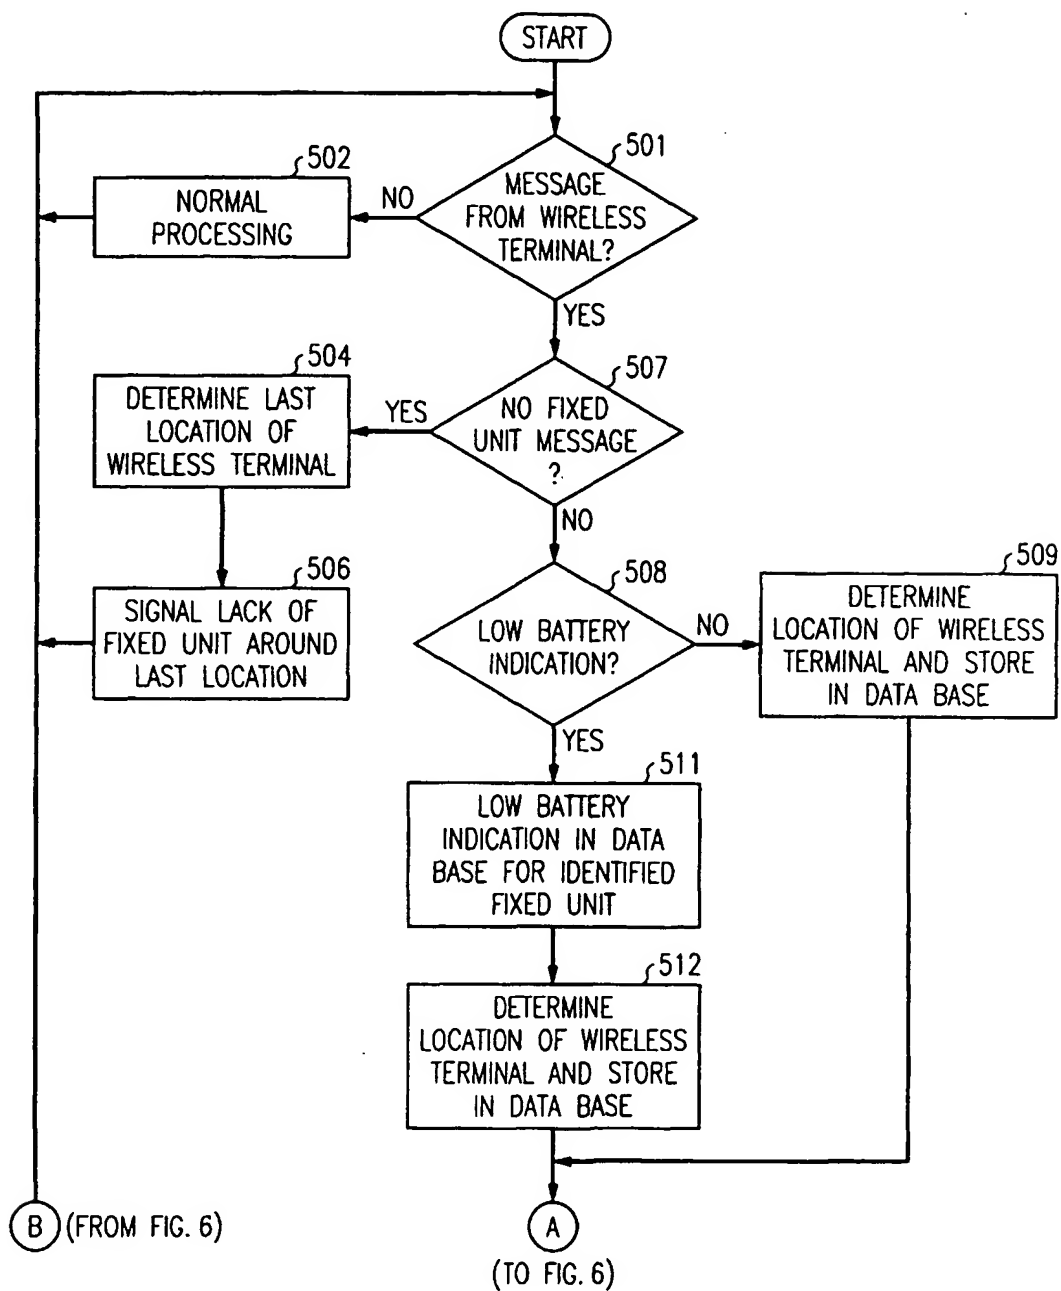 START
501
MESSAGE
FROM WIRELESS
TERMINAL?
NO
502
NORMAL
PROCESSING
YES
507
NO FIXED
UNIT MESSAGE
?
YES
504
DETERMINE LAST
LOCATION OF
WIRELESS TERMINAL
506
SIGNAL LACK OF
FIXED UNIT AROUND
LAST LOCATION
NO
508
LOW BATTERY
INDICATION?
NO
509
DETERMINE
LOCATION OF WIRELESS
TERMINAL AND STORE
IN DATA BASE
YES
511
LOW BATTERY
INDICATION IN DATA
BASE FOR IDENTIFIED
FIXED UNIT
512
DETERMINE
LOCATION OF WIRELESS
TERMINAL AND STORE
IN DATA BASE
B (FROM FIG. 6)
A
(TO FIG. 6)